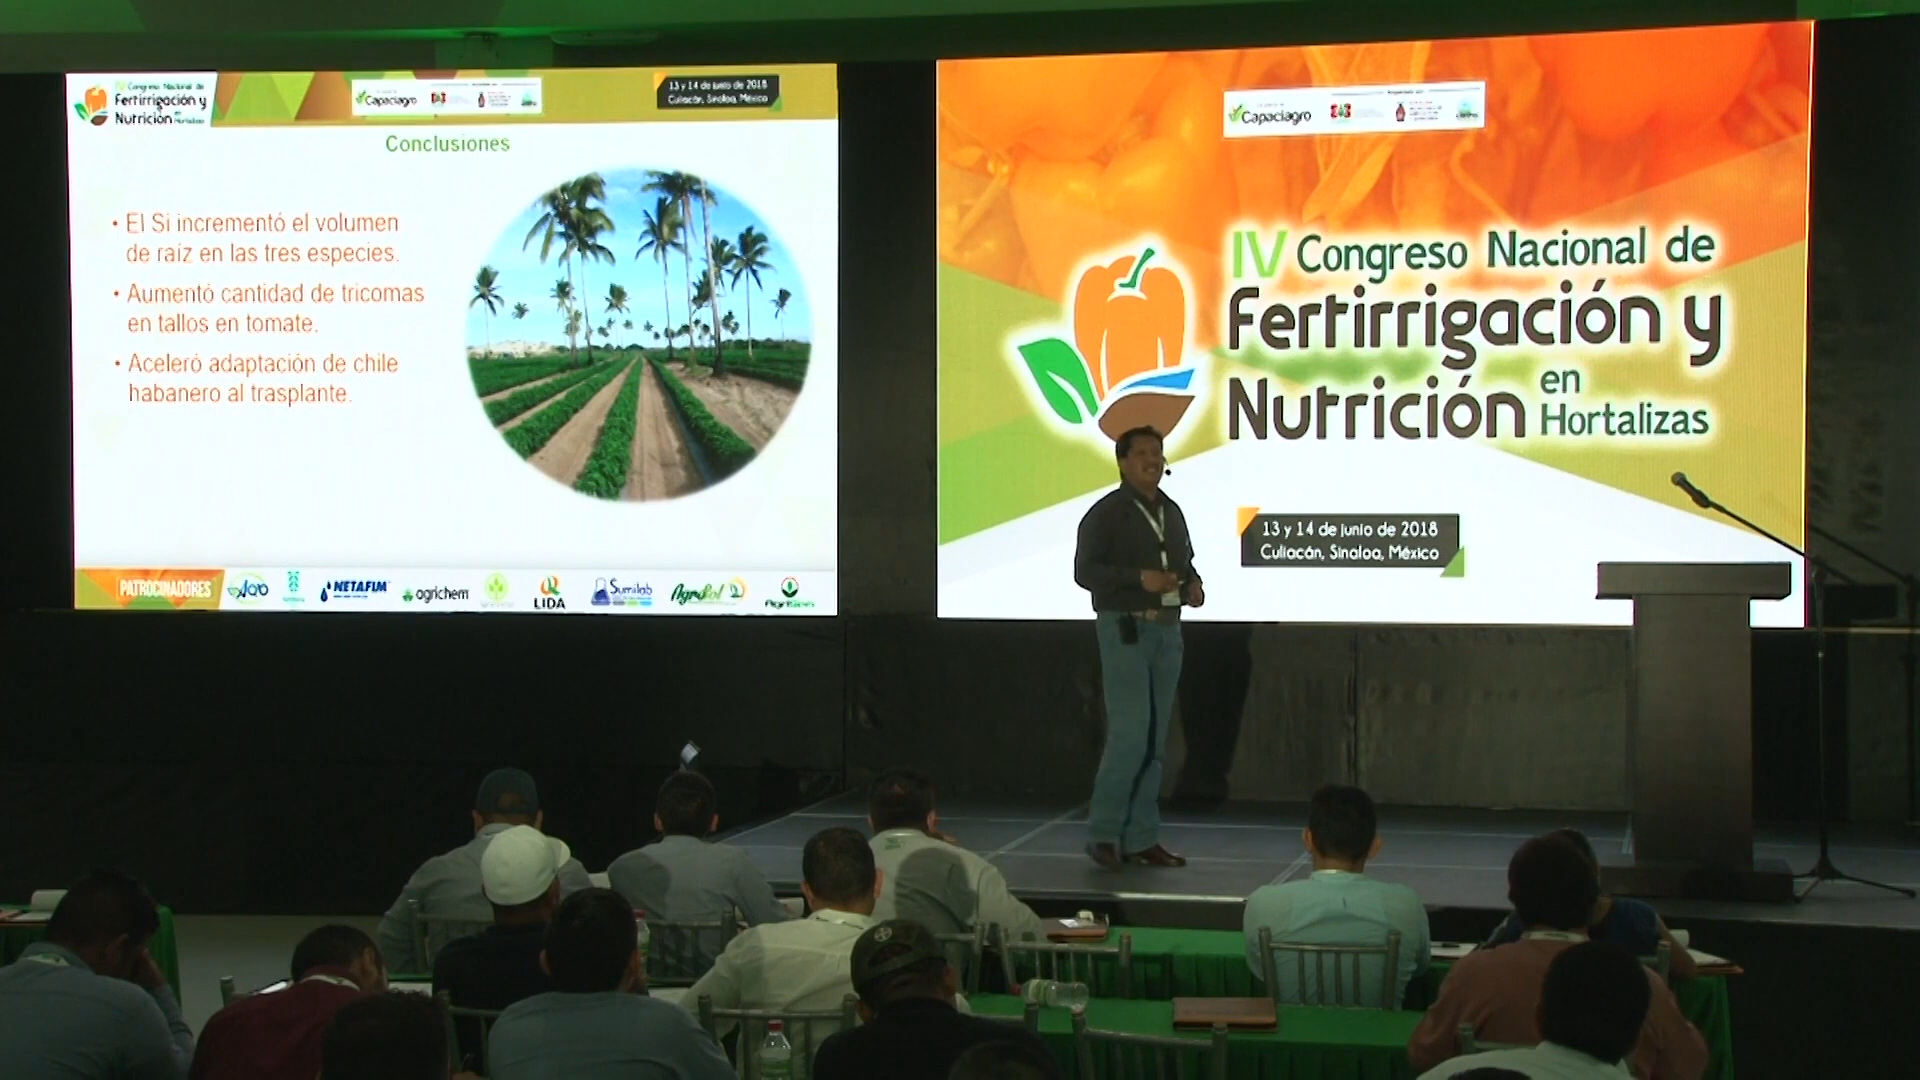 IV Congreso Nacional de
Fertirrigación y
Nutrición en Hortalizas
Capaciagro
13 y 14 de junio de 2018
Culiacán, Sinaloa, México
Conclusiones
• El Si incrementó el volumen
de raíz en las tres especies.
• Aumentó cantidad de tricomas
en tallos en tomate.
• Aceleró adaptación de chile
habanero al trasplante.
PATROCINADORES
NETAFIM
agrichem
LIDA
Sumilab
AgroSol
Capaciagro
IV Congreso Nacional de
Fertirrigación y
Nutrición en
Hortalizas
13 y 14 de junio de 2018
Culiacán, Sinaloa, México